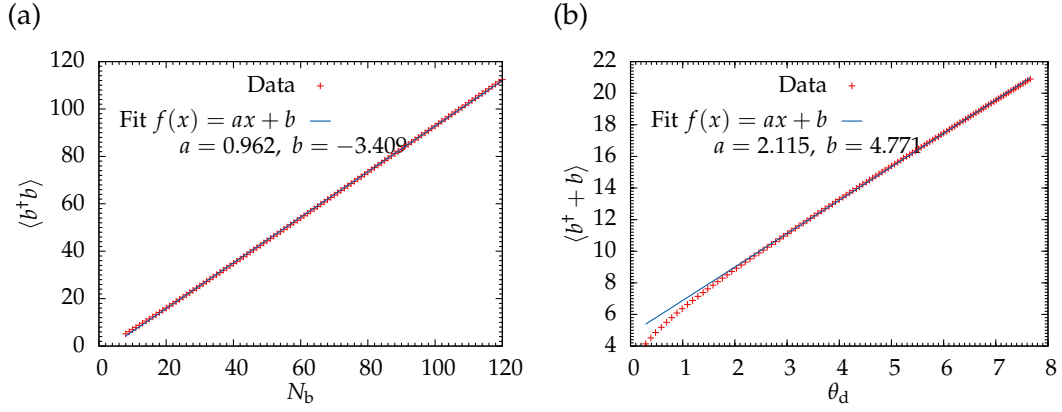 (a)
120
100
80
60
40
20
0
⟨b†b⟩
Data
Fit f(x) = ax + b
a = 0.962, b = −3.409
0 20 40 60 80 100 120
N_b
(b)
22
20
18
16
14
12
10
8
6
4
⟨b† + b⟩
Data
Fit f(x) = ax + b
a = 2.115, b = 4.771
0 1 2 3 4 5 6 7 8
θ_d